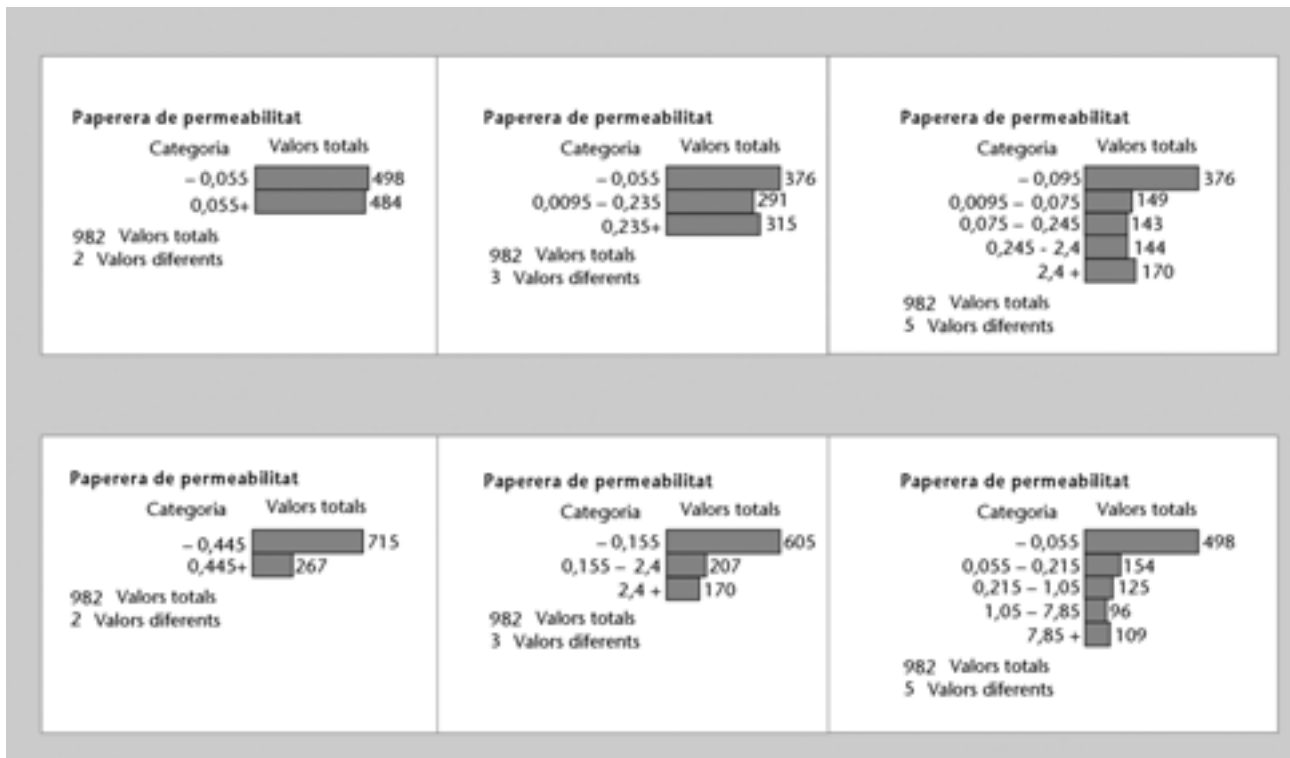 Paperera de permeabilitat
Categoria Valors totals
– 0,055 498
0,055+ 484
982 Valors totals
2 Valors diferents
Paperera de permeabilitat
Categoria Valors totals
– 0,055 376
0,0095 – 0,235 291
0,235+ 315
982 Valors totals
3 Valors diferents
Paperera de permeabilitat
Categoria Valors totals
– 0,095 376
0,0095 – 0,075 149
0,075 – 0,245 143
0,245 - 2,4 144
2,4 + 170
982 Valors totals
5 Valors diferents
Paperera de permeabilitat
Categoria Valors totals
– 0,445 715
0,445+ 267
982 Valors totals
2 Valors diferents
Paperera de permeabilitat
Categoria Valors totals
– 0,155 605
0,155 – 2,4 207
2,4 + 170
982 Valors totals
3 Valors diferents
Paperera de permeabilitat
Categoria Valors totals
– 0,055 498
0,055 – 0,215 154
0,215 – 1,05 125
1,05 – 7,85 96
7,85 + 109
982 Valors totals
5 Valors diferents